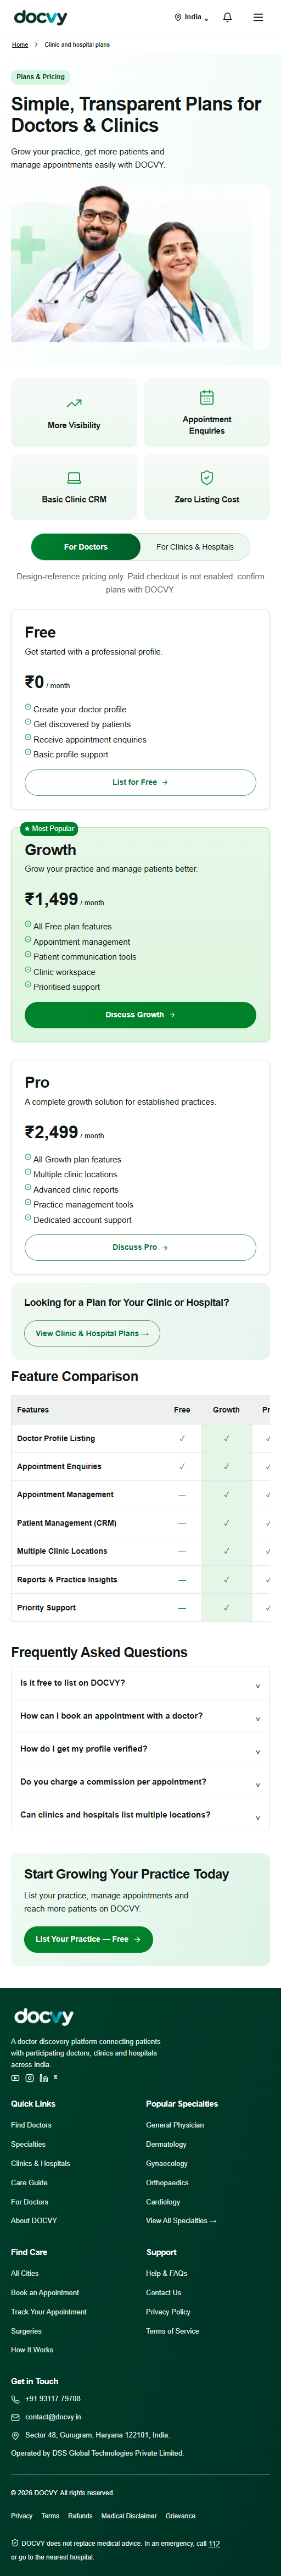 docvy
India
Home > Clinic and hospital plans
Plans & Pricing
Simple, Transparent Plans for
Doctors & Clinics
Grow your practice, get more patients and
manage appointments easily with DOCVY.
More Visibility
Appointment
Enquiries
Basic Clinic CRM
Zero Listing Cost
For Doctors
For Clinics & Hospitals
Design-reference pricing only. Paid checkout is not enabled; confirm
plans with DOCVY.
Free
Get started with a professional profile.
₹0 / month
Create your doctor profile
Get discovered by patients
Receive appointment enquiries
Basic profile support
List for Free →
★ Most Popular
Growth
Grow your practice and manage patients better.
₹1,499 / month
All Free plan features
Appointment management
Patient communication tools
Clinic workspace
Prioritised support
Discuss Growth →
Pro
A complete growth solution for established practices.
₹2,499 / month
All Growth plan features
Multiple clinic locations
Advanced clinic reports
Practice management tools
Dedicated account support
Discuss Pro →
Looking for a Plan for Your Clinic or Hospital?
View Clinic & Hospital Plans →
Feature Comparison
Features Free Growth Pr
Doctor Profile Listing ✓ ✓ ✓
Appointment Enquiries ✓ ✓ ✓
Appointment Management — ✓ ✓
Patient Management (CRM) — ✓ ✓
Multiple Clinic Locations — ✓ ✓
Reports & Practice Insights — ✓ ✓
Priority Support — ✓ ✓
Frequently Asked Questions
Is it free to list on DOCVY?
How can I book an appointment with a doctor?
How do I get my profile verified?
Do you charge a commission per appointment?
Can clinics and hospitals list multiple locations?
Start Growing Your Practice Today
List your practice, manage appointments and
reach more patients on DOCVY.
List Your Practice — Free →
docvy
A doctor discovery platform connecting patients
with participating doctors, clinics and hospitals
across India.
X
Quick Links
Find Doctors
Specialties
Clinics & Hospitals
Care Guide
For Doctors
About DOCVY
Popular Specialties
General Physician
Dermatology
Gynaecology
Orthopaedics
Cardiology
View All Specialties →
Find Care
All Cities
Book an Appointment
Track Your Appointment
Surgeries
How It Works
Support
Help & FAQs
Contact Us
Privacy Policy
Terms of Service
Get in Touch
+91 93117 79708
contact@docvy.in
Sector 48, Gurugram, Haryana 122101, India.
Operated by DSS Global Technologies Private Limited.
© 2026 DOCVY. All rights reserved.
Privacy Terms Refunds Medical Disclaimer Grievance
DOCVY does not replace medical advice. In an emergency, call 112
or go to the nearest hospital.